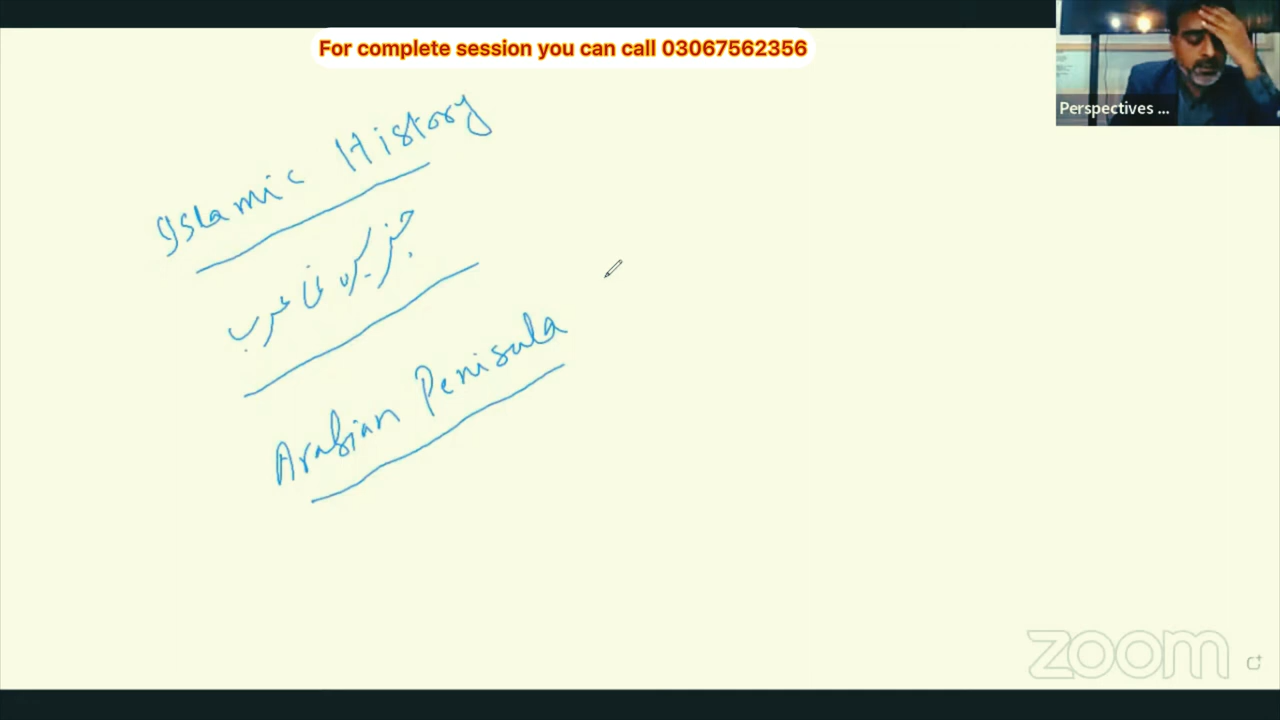 For complete session you can call 03067562356
Perspectives ...
Islamic History
جزیرہ نما عرب
Arabian Penisula
zoom